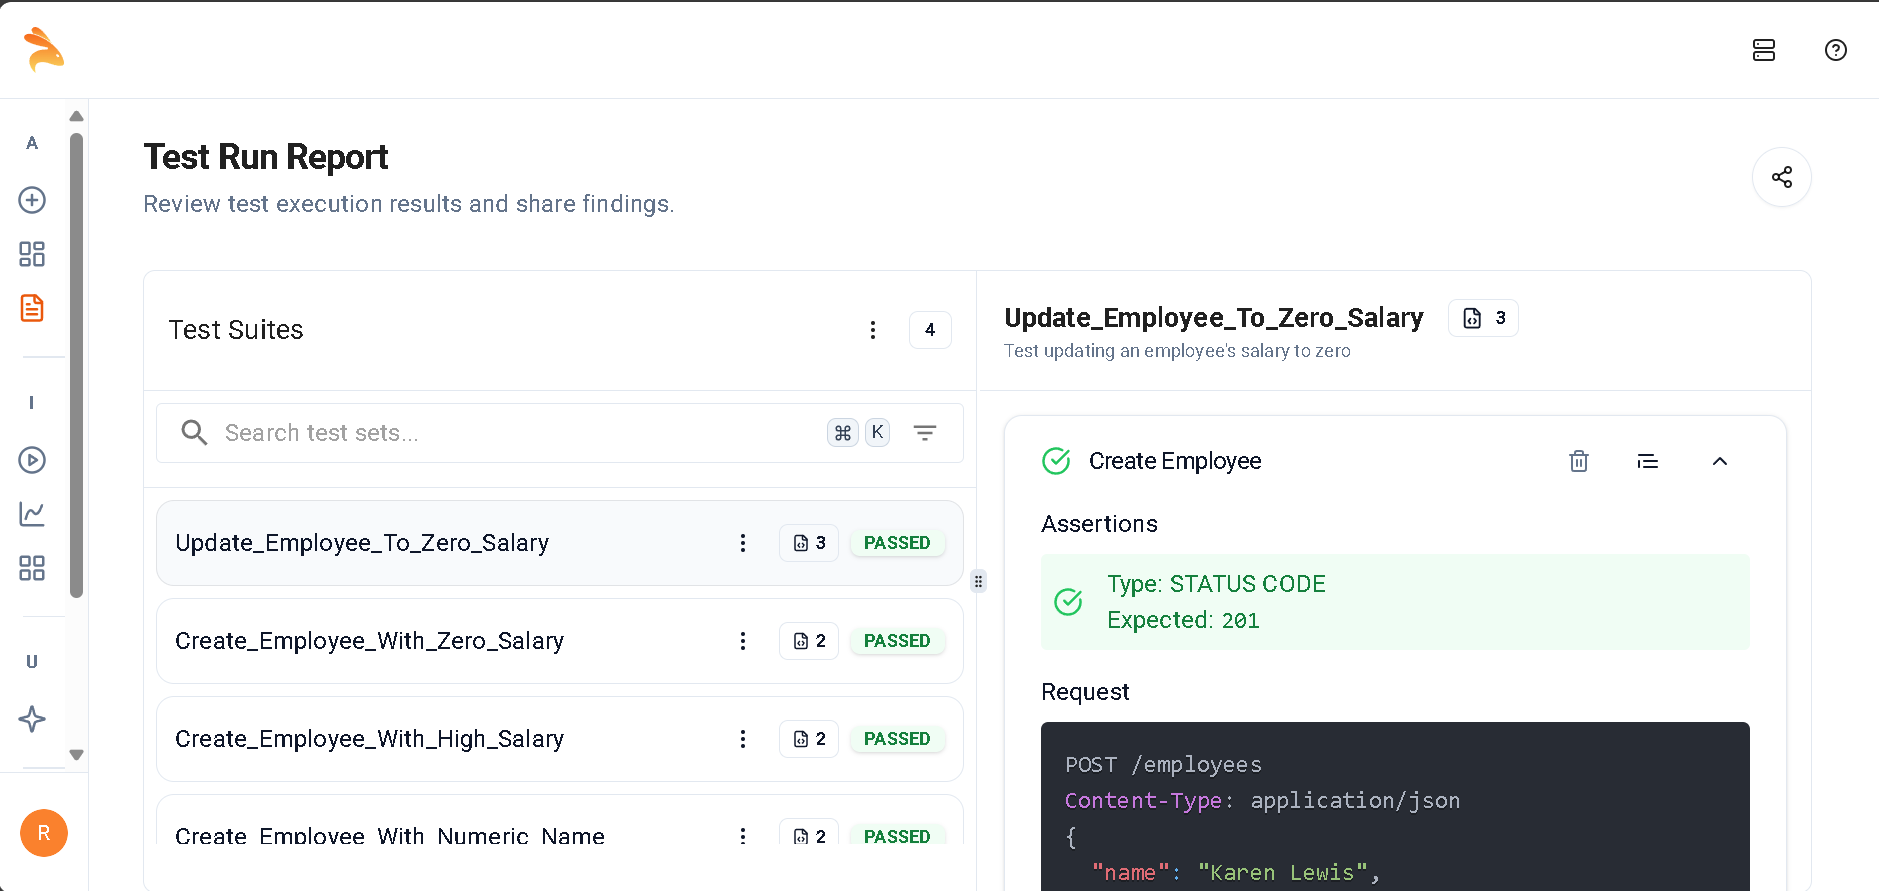 A
I
U
R
Test Run Report
Review test execution results and share findings.
Test Suites
4
Search test sets...
⌘ K
Update_Employee_To_Zero_Salary
3
PASSED
Create_Employee_With_Zero_Salary
2
PASSED
Create_Employee_With_High_Salary
2
PASSED
Create_Employee_With_Numeric_Name
2
PASSED
Update_Employee_To_Zero_Salary
3
Test updating an employee's salary to zero
Create Employee
Assertions
Type: STATUS CODE
Expected: 201
Request
POST /employees
Content-Type: application/json
{
"name": "Karen Lewis",